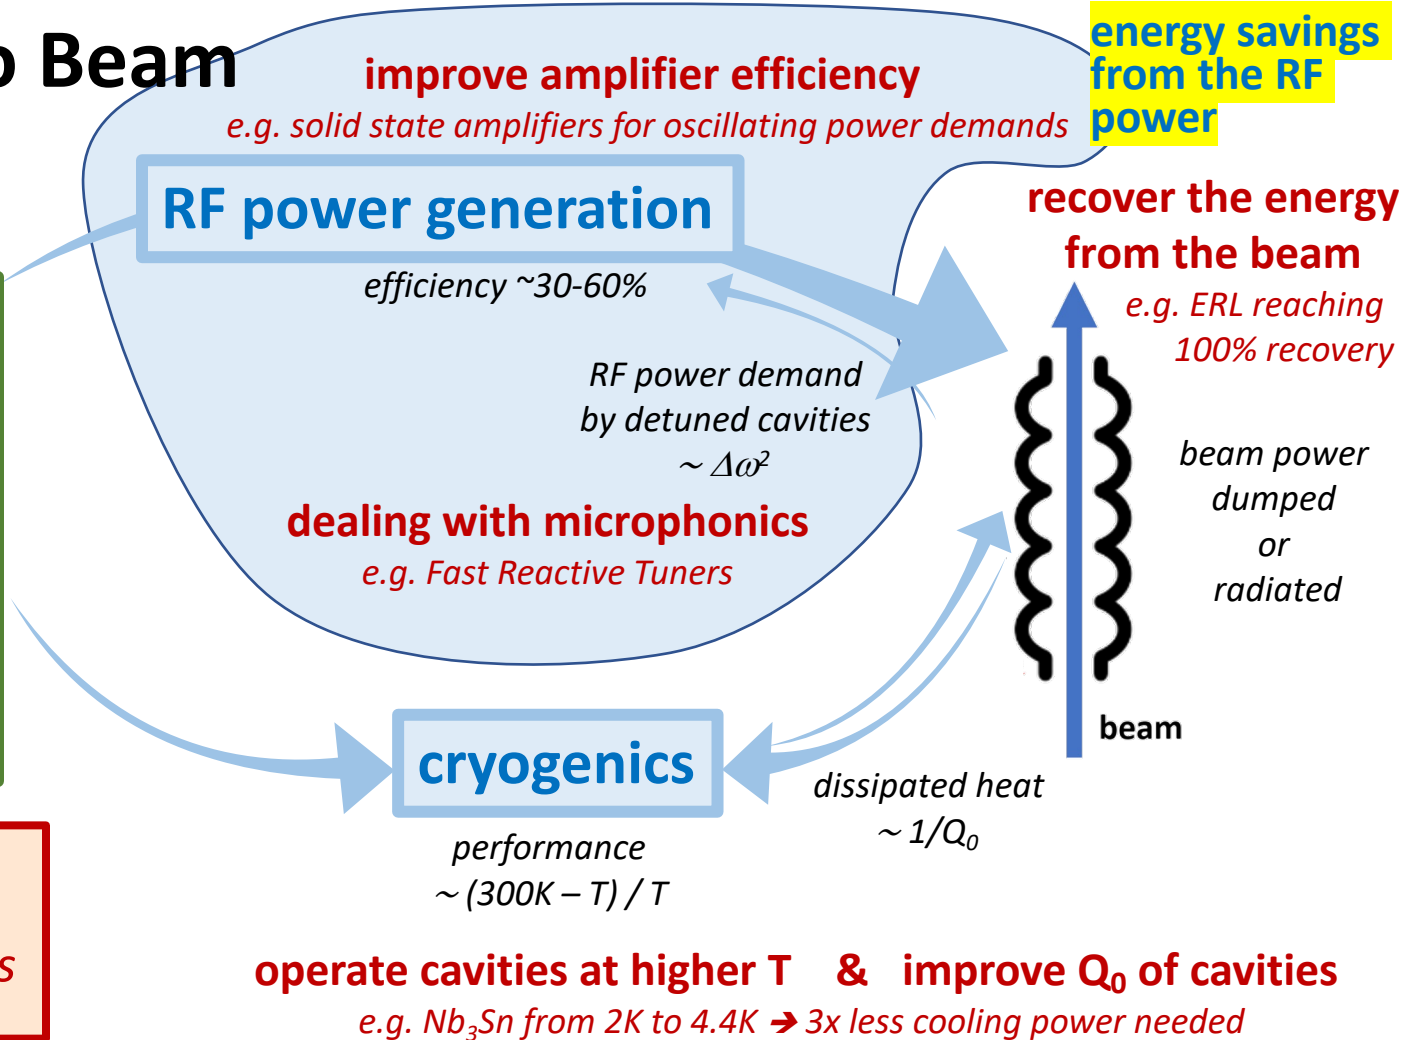 o Beam
improve amplifier efficiency
e.g. solid state amplifiers for oscillating power demands
energy savings
from the RF
power
RF power generation
efficiency ~30-60%
recover the energy
from the beam
e.g. ERL reaching
100% recovery
RF power demand
by detuned cavities
~ Δω²
beam power
dumped
or
radiated
dealing with microphonics
e.g. Fast Reactive Tuners
beam
cryogenics
dissipated heat
~ 1/Q₀
performance
~ (300K – T) / T
s
operate cavities at higher T & improve Q₀ of cavities
e.g. Nb₃Sn from 2K to 4.4K ➔ 3x less cooling power needed